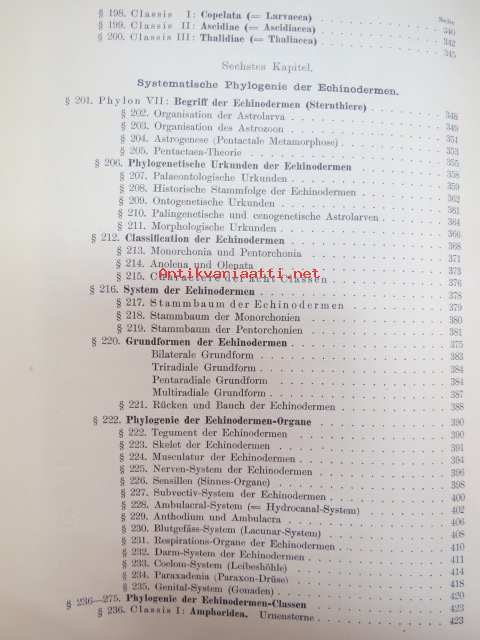 Seite
§ 198. Classis I: Copelata (= Larvacea) 340
§ 199. Classis II: Ascidiae (= Ascidiacea) 342
§ 200. Classis III: Thalidiae (= Thaliacea) 345
Sechstes Kapitel.
Systematische Phylogenie der Echinodermen.
§ 201. Phylon VII: Begriff der Echinodermen (Sternthiere) 348
§ 202. Organisation der Astrolarva 349
§ 203. Organisation des Astrozoon 351
§ 204. Astrogenese (Pentactale Metamorphose) 353
§ 205. Pentactaea-Theorie 355
§ 206. Phylogenetische Urkunden der Echinodermen 358
§ 207. Palaeontologische Urkunden 359
§ 208. Historische Stammfolge der Echinodermen 362
§ 209. Ontogenetische Urkunden 361
§ 210. Palingenetische und cenogenetische Astrolarven 364
§ 211. Morphologische Urkunden 366
§ 212. Classification der Echinodermen 368
§ 213. Monorchonia und Pentorchonia 371
§ 214. Anolena und Olepata 373
§ 215. Charactere der acht Classen 376
§ 216. System der Echinodermen 378
§ 217. Stammbaum der Echinodermen 379
§ 218. Stammbaum der Monorchonien 380
§ 219. Stammbaum der Pentorchonien 381
§ 220. Grundformen der Echinodermen 375
Bilaterale Grundform 383
Triradiale Grundform 384
Pentaradiale Grundform 384
Multiradiale Grundform 387
§ 221. Rücken und Bauch der Echinodermen 388
§ 222. Phylogenie der Echinodermen-Organe 390
§ 222. Tegument der Echinodermen 390
§ 223. Skelet der Echinodermen 391
§ 224. Musculatur der Echinodermen 394
§ 225. Nerven-System der Echinodermen 396
§ 226. Sensillen (Sinnes-Organe) 398
§ 227. Subvectiv-System der Echinodermen 400
§ 228. Ambulacral-System (= Hydrocanal-System) 402
§ 229. Anthodium und Ambulacra 406
§ 230. Blutgefäss-System (Lacunar-System) 408
§ 231. Respirations-Organe der Echinodermen 410
§ 232. Darm-System der Echinodermen 411
§ 233. Coelom-System (Leibeshöhle) 414
§ 234. Paraxadenia (Paraxon-Drüse) 418
§ 235. Genital-System (Gonaden) 420
§ 236—275. Phylogenie der Echinodermen-Classen 423
§ 236. Classis I: Amphoridea. Urnensterne 423
Antikvariaatti.net